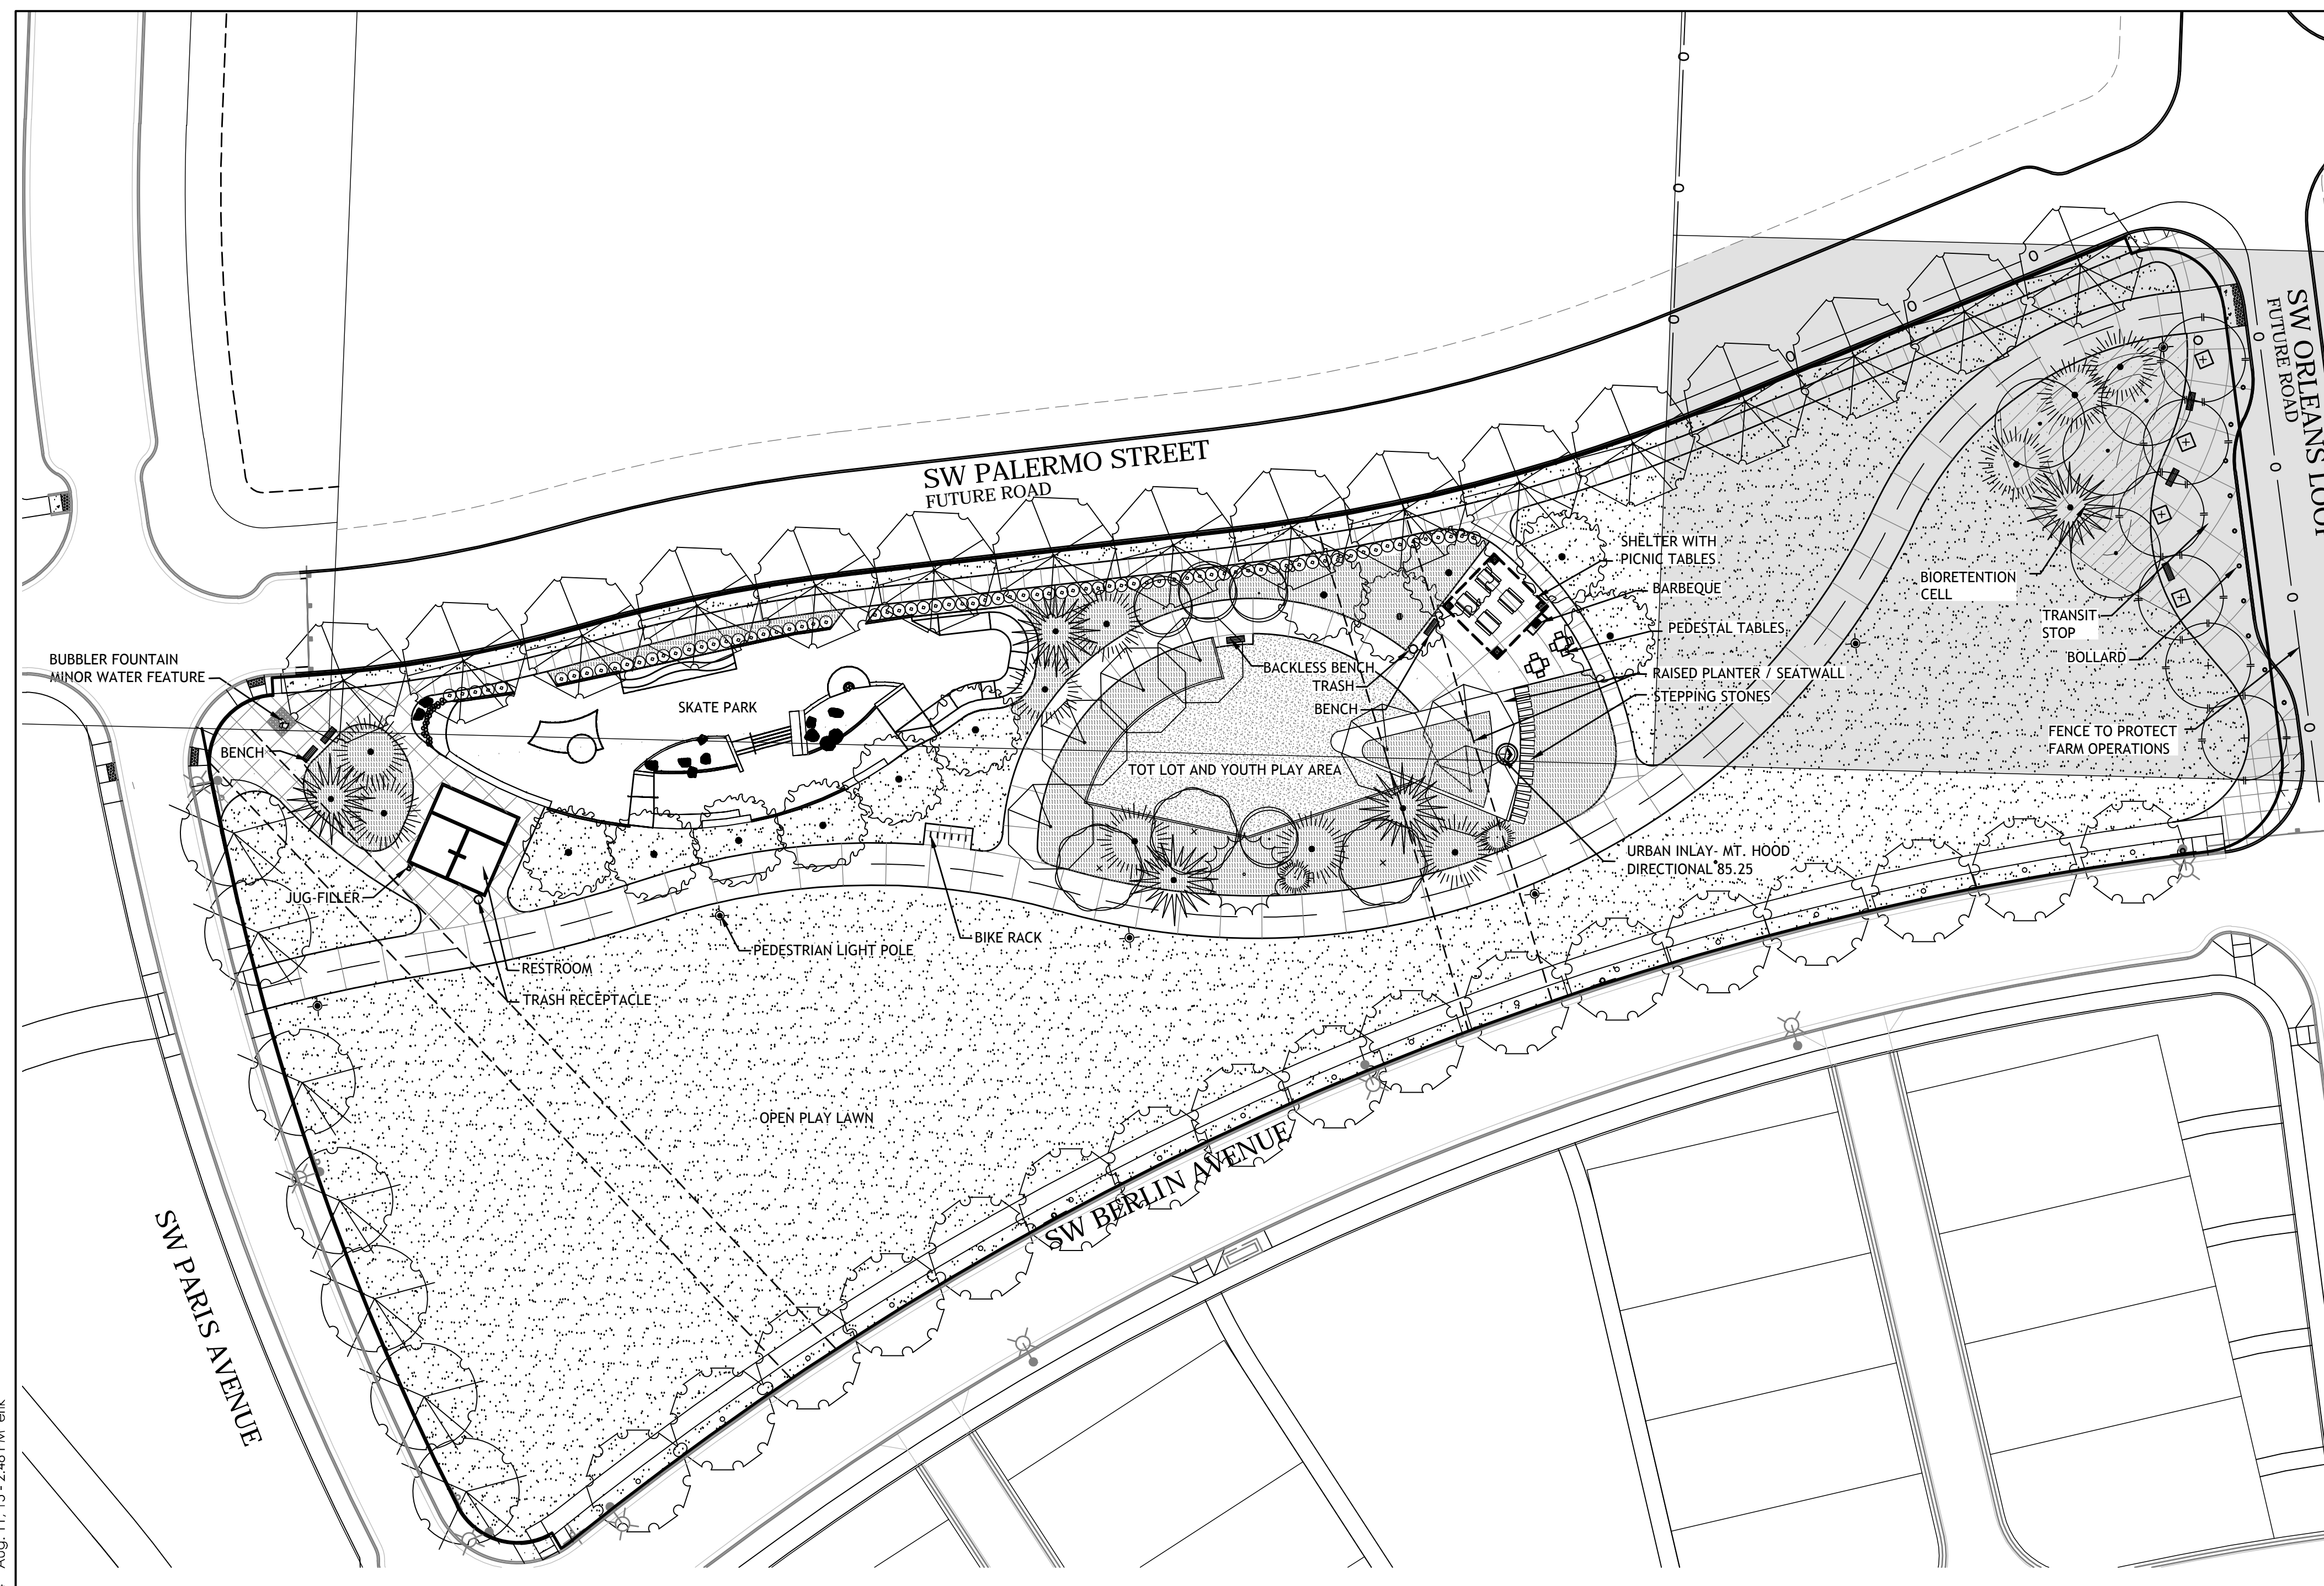 SW PALERMO STREET
FUTURE ROAD
SW ORLEANS LOOP
FUTURE ROAD
SHELTER WITH
PICNIC TABLES
BARBEQUE
PEDESTAL TABLES
RAISED PLANTER / SEATWALL
STEPPING STONES
BIORETENTION
CELL
TRANSIT
STOP
BOLLARD
FENCE TO PROTECT
FARM OPERATIONS
BUBBLER FOUNTAIN
MINOR WATER FEATURE
BENCH
SKATE PARK
BACKLESS BENCH
TRASH
BENCH
TOT LOT AND YOUTH PLAY AREA
URBAN INLAY- MT. HOOD
DIRECTIONAL 85.25
JUG-FILLER
PEDESTRIAN LIGHT POLE
BIKE RACK
RESTROOM
TRASH RECEPTACLE
OPEN PLAY LAWN
SW BERLIN AVENUE
SW PARIS AVENUE